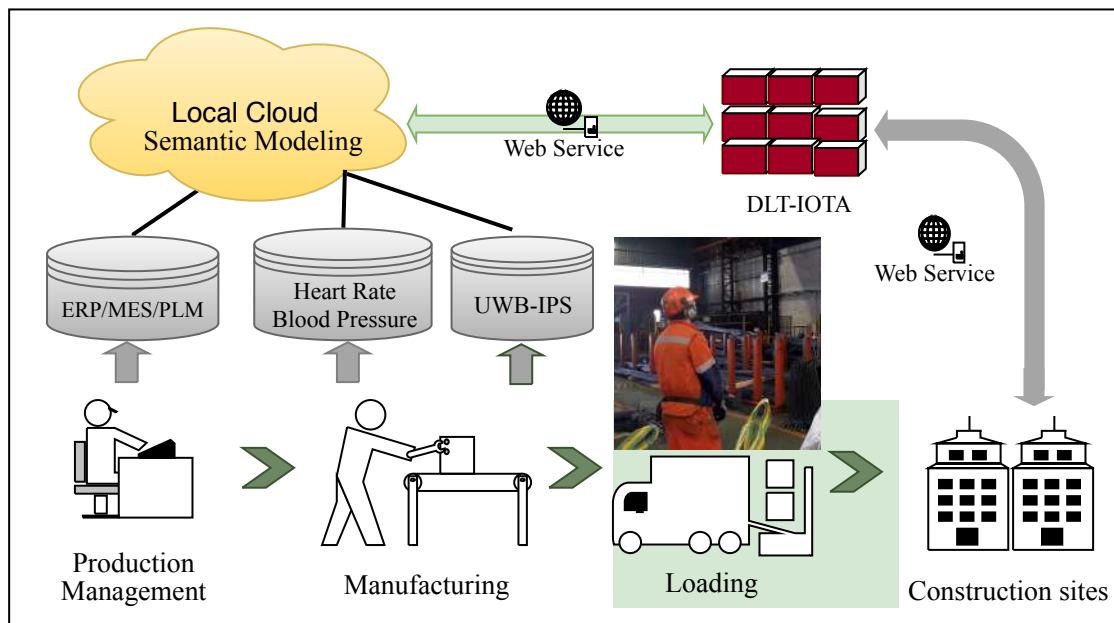 Local Cloud
Semantic Modeling
Web Service
DLT-IOTA
Web Service
ERP/MES/PLM
Heart Rate
Blood Pressure
UWB-IPS
Production
Management
Manufacturing
Loading
Construction sites